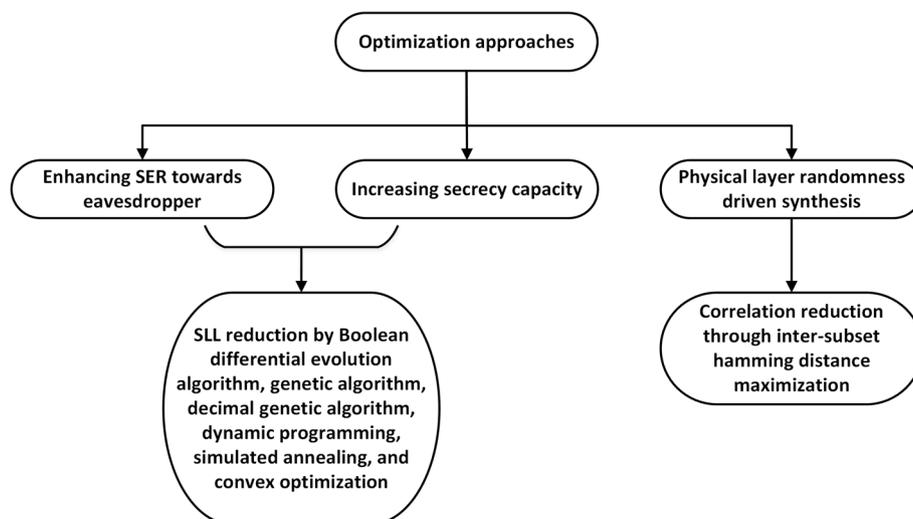 Optimization approaches
Enhancing SER towards
eavesdropper
Increasing secrecy capacity
Physical layer randomness
driven synthesis
SLL reduction by Boolean
differential evolution
algorithm, genetic algorithm,
decimal genetic algorithm,
dynamic programming,
simulated annealing, and
convex optimization
Correlation reduction
through inter-subset
hamming distance
maximization